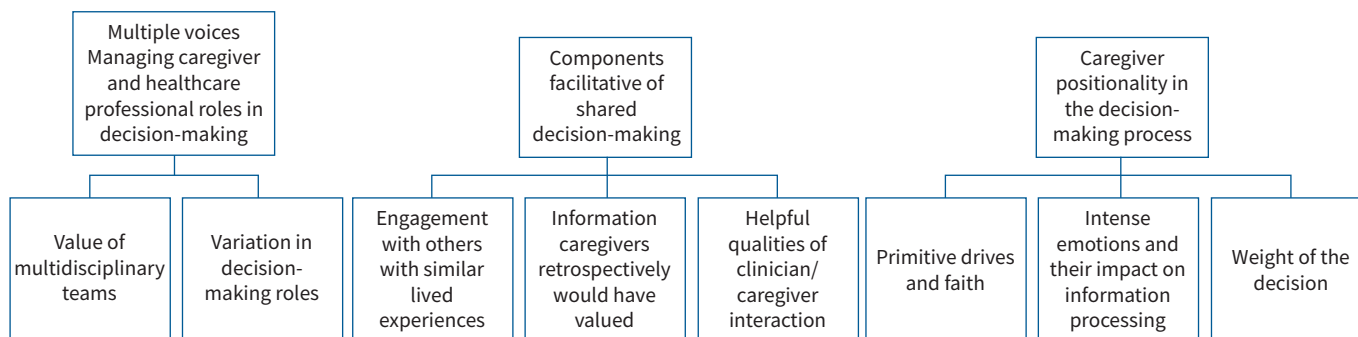 Multiple voices
Managing caregiver
and healthcare
professional roles in
decision-making
Components
facilitative of
shared
decision-making
Caregiver
positionality in
the decision-
making process
Value of
multidisciplinary
teams
Variation in
decision-
making roles
Engagement
with others
with similar
lived
experiences
Information
caregivers
retrospectively
would have
valued
Helpful
qualities of
clinician/
caregiver
interaction
Primitive drives
and faith
Intense
emotions and
their impact on
information
processing
Weight of the
decision